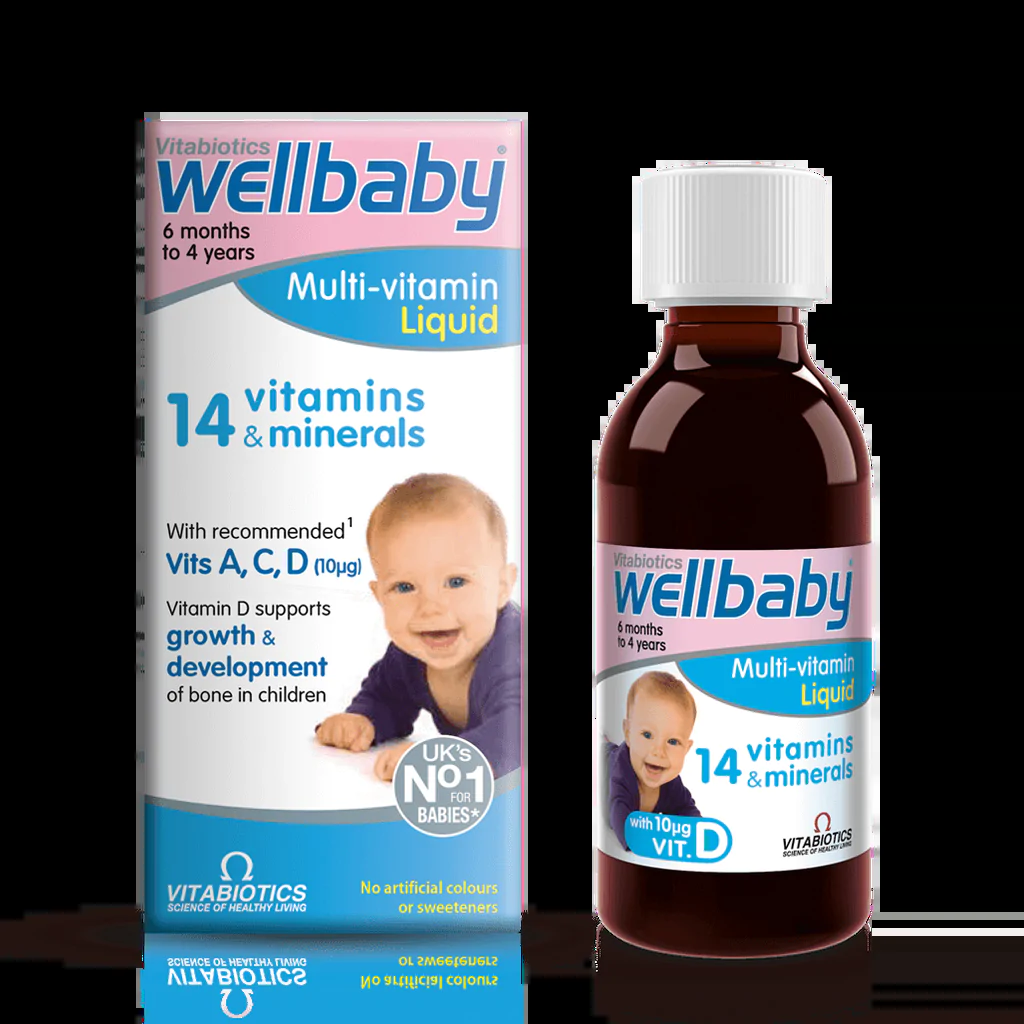 Vitabiotics
wellbaby®
6 months
to 4 years
Multi-vitamin
Liquid
14 vitamins
& minerals
With recommended¹
Vits A, C, D (10µg)
Vitamin D supports
growth &
development
of bone in children
UK's
No1
FOR
BABIES*
VITABIOTICS
SCIENCE OF HEALTHY LIVING
No artificial colours
or sweeteners
Vitabiotics
wellbaby®
6 months
to 4 years
Multi-vitamin
Liquid
14 vitamins
& minerals
with 10µg
VIT. D
VITABIOTICS
SCIENCE OF HEALTHY LIVING